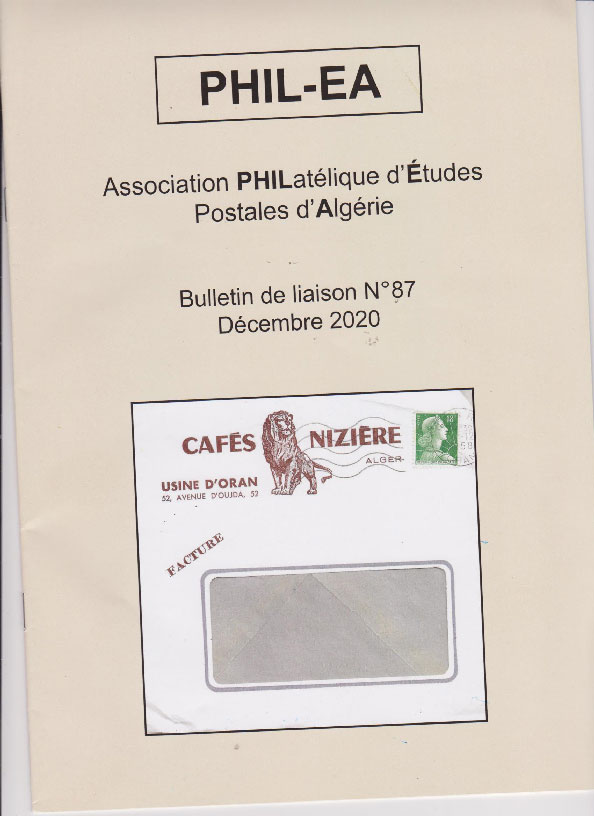 PHIL-EA
Association PHILatélique d'Études
Postales d'Algérie
Bulletin de liaison N°87
Décembre 2020
CAFÉS NIZIÈRE
ALGER
USINE D'ORAN
52, AVENUE D'OUJDA, 52
FACTURE